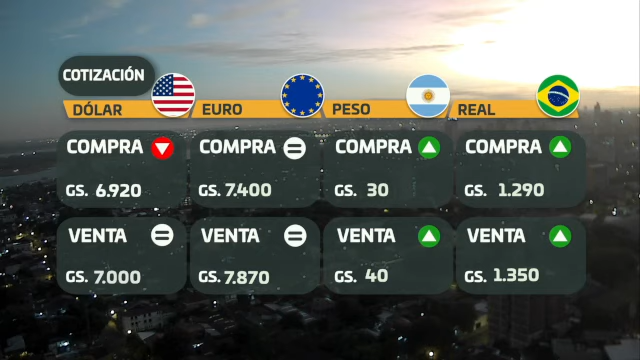 COTIZACIÓN
DÓLAR EURO PESO REAL
COMPRA COMPRA COMPRA COMPRA
GS. 6.920 GS. 7.400 GS. 30 GS. 1.290
VENTA VENTA VENTA VENTA
GS. 7.000 GS. 7.870 GS. 40 GS. 1.350